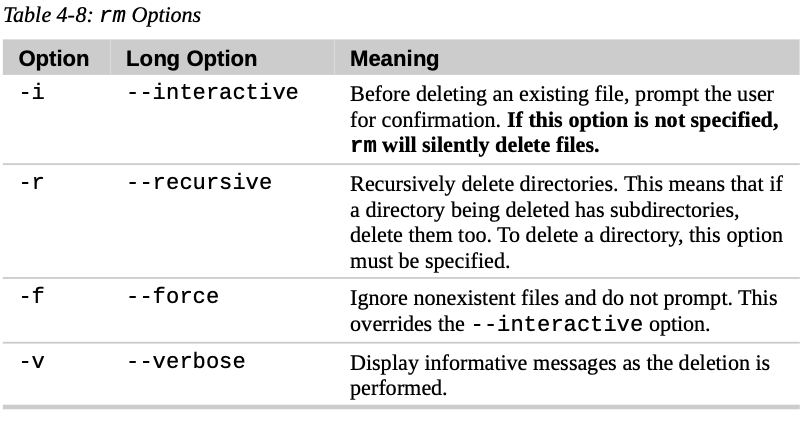 Table 4-8: rm Options
Option Long Option Meaning
-i --interactive Before deleting an existing file, prompt the user
for confirmation. If this option is not specified,
rm will silently delete files.
-r --recursive Recursively delete directories. This means that if
a directory being deleted has subdirectories,
delete them too. To delete a directory, this option
must be specified.
-f --force Ignore nonexistent files and do not prompt. This
overrides the --interactive option.
-v --verbose Display informative messages as the deletion is
performed.